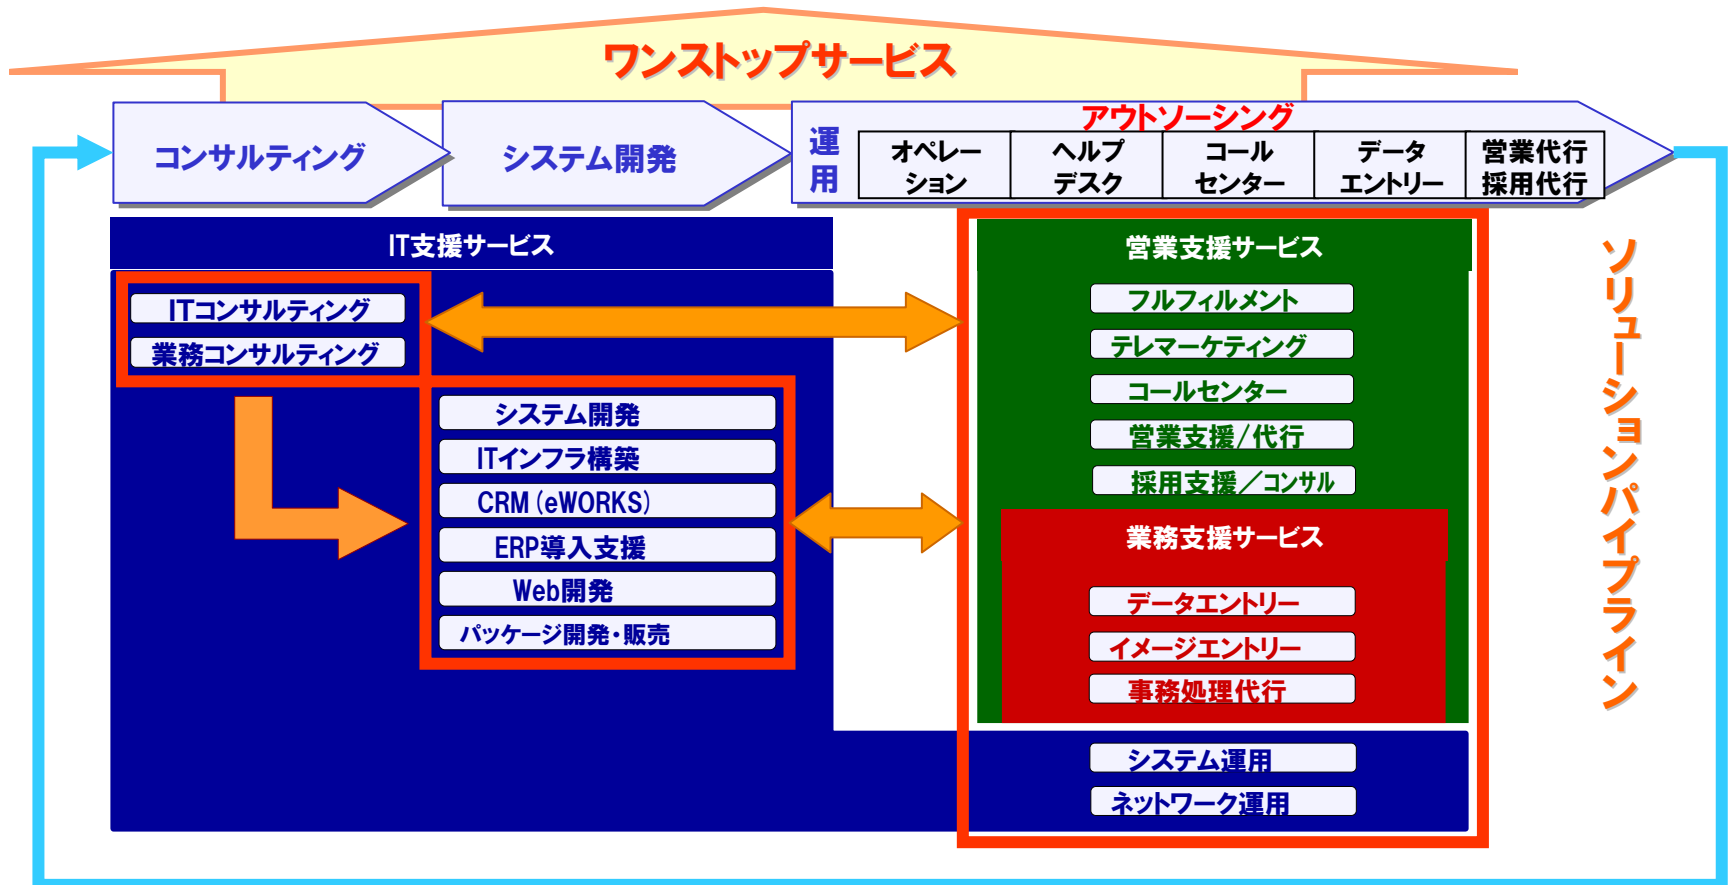 ワンストップサービス
コンサルティング
システム開発
アウトソーシング
運
用
オペレー
ション
ヘルプ
デスク
コール
センター
データ
エントリー
営業代行
採用代行
IT支援サービス
ITコンサルティング
業務コンサルティング
システム開発
ITインフラ構築
CRM(eWORKS)
ERP導入支援
Web開発
パッケージ開発・販売
営業支援サービス
フルフィルメント
テレマーケティング
コールセンター
営業支援/代行
採用支援／コンサル
業務支援サービス
データエントリー
イメージエントリー
事務処理代行
システム運用
ネットワーク運用
ソリューションパイプライン